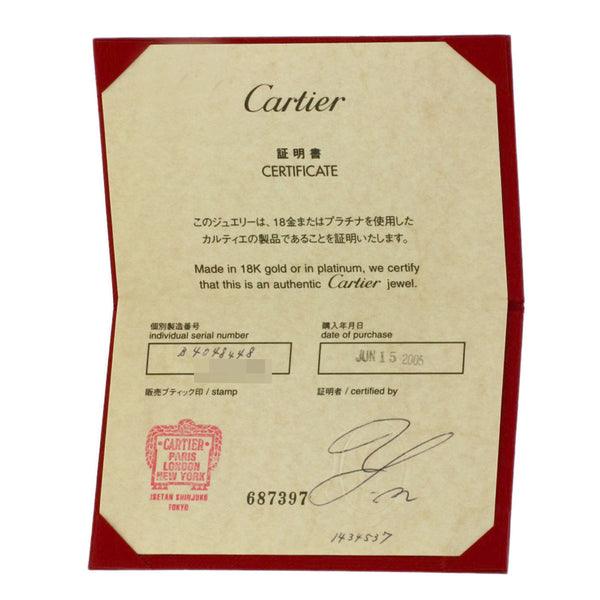 Cartier
証明書
CERTIFICATE
このジュエリーは、18金またはプラチナを使用した
カルティエの製品であることを証明いたします。
Made in 18K gold or in platinum, we certify
that this is an authentic Cartier jewel.
個別製造番号
individual serial number
B4048448
購入年月日
date of purchase
JUN 15 2005
販売ブティック印 / stamp
証明者 / certified by
CARTIER
PARIS
LONDON
NEW YORK
ISETAN SHINJUKU
TOKYO
687397
1434537